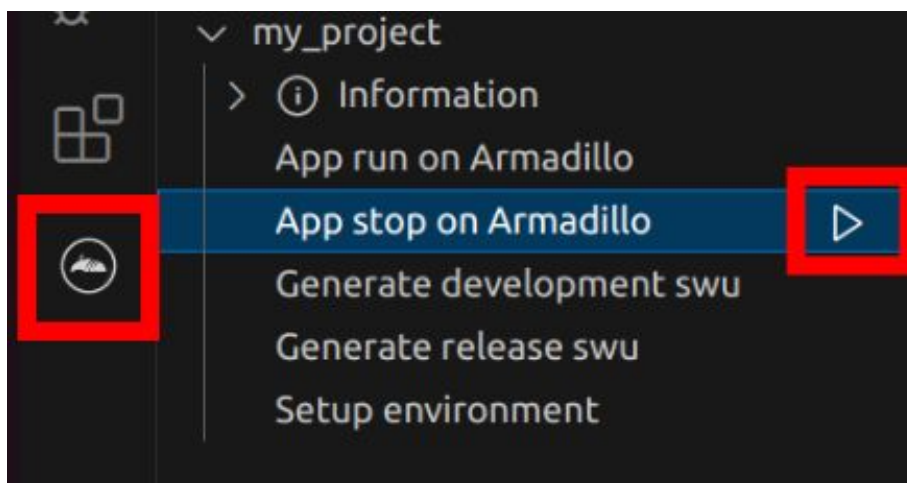 my_project
Information
App run on Armadillo
App stop on Armadillo
Generate development swu
Generate release swu
Setup environment